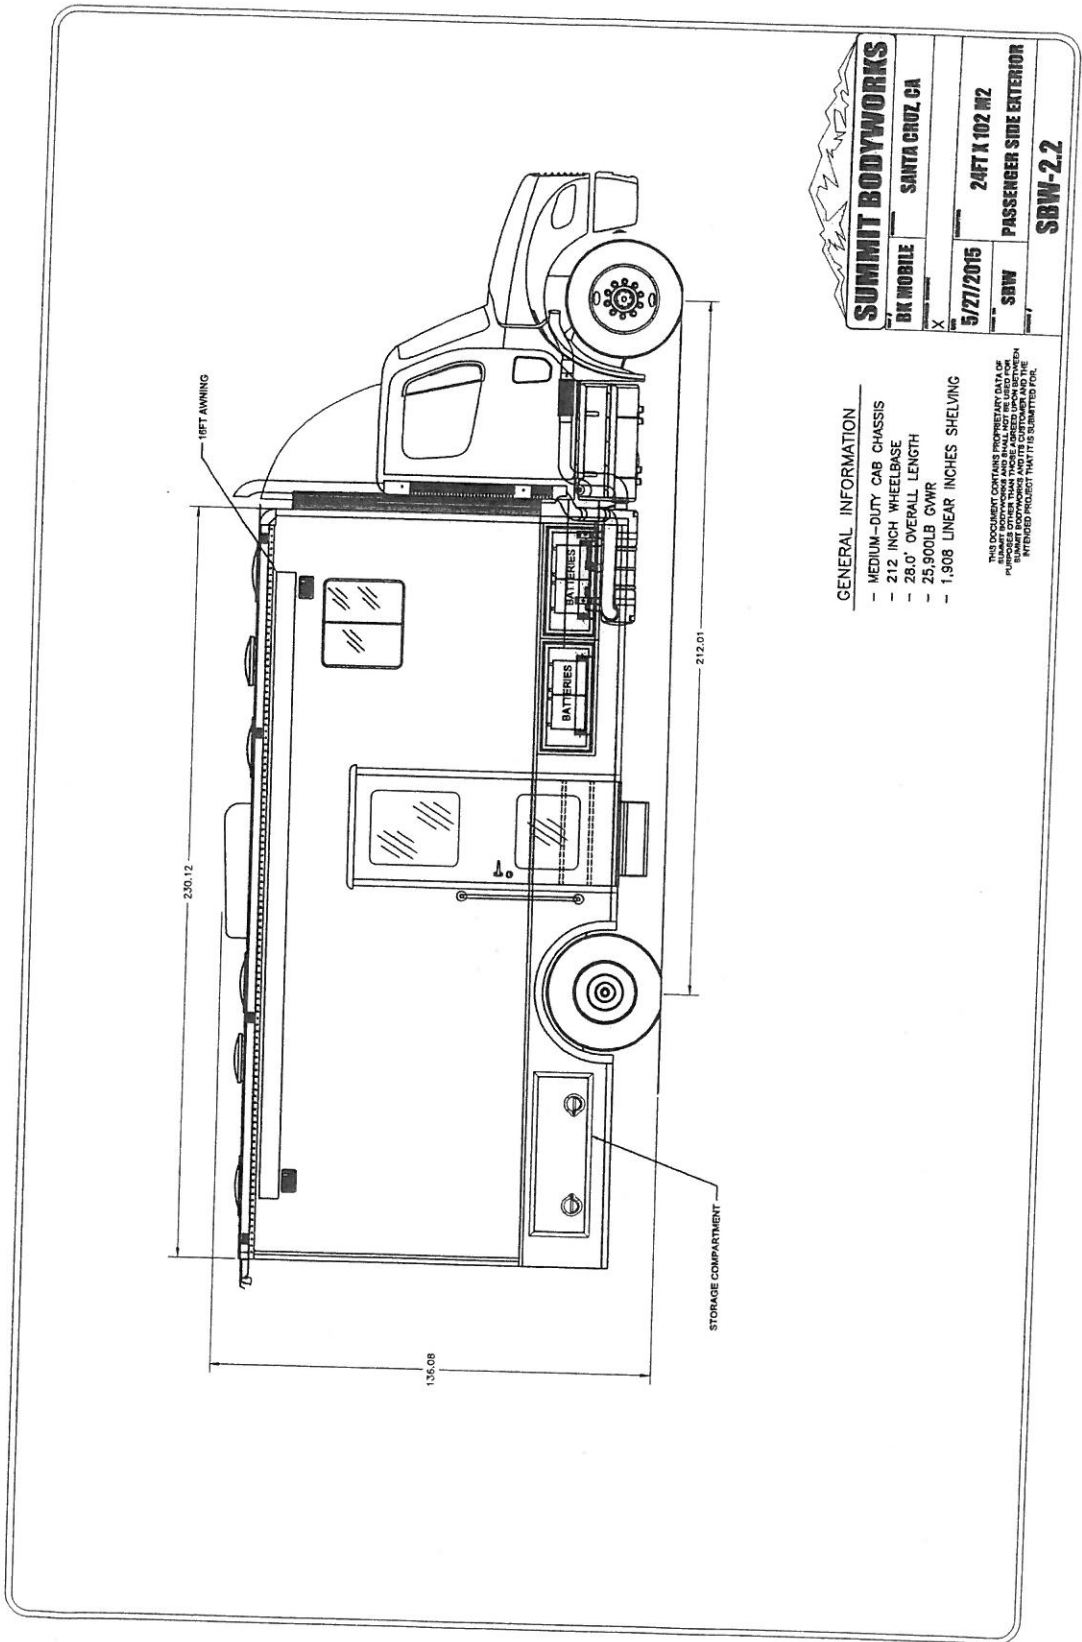 16FT AWNING
230.12
136.08
BATTERIES
BATTERIES
212.01
STORAGE COMPARTMENT
GENERAL INFORMATION
- MEDIUM-DUTY CAB CHASSIS
- 212 INCH WHEELBASE
- 28.0' OVERALL LENGTH
- 25,900LB GVWR
- 1,908 LINEAR INCHES SHELVING
THIS DOCUMENT CONTAINS PROPRIETARY DATA OF
SUMMIT BODYWORKS AND SHALL NOT BE USED FOR
PURPOSES OTHER THAN THOSE AGREED UPON BETWEEN
SUMMIT BODYWORKS AND ITS CUSTOMER AND THE
INTENDED PROJECT THAT IT IS SUBMITTED FOR.
SUMMIT BODYWORKS
BK MOBILE
SANTA CRUZ, CA
X
5/27/2015
24FT X 102 M2
SBW
PASSENGER SIDE EXTERIOR
SBW-2.2